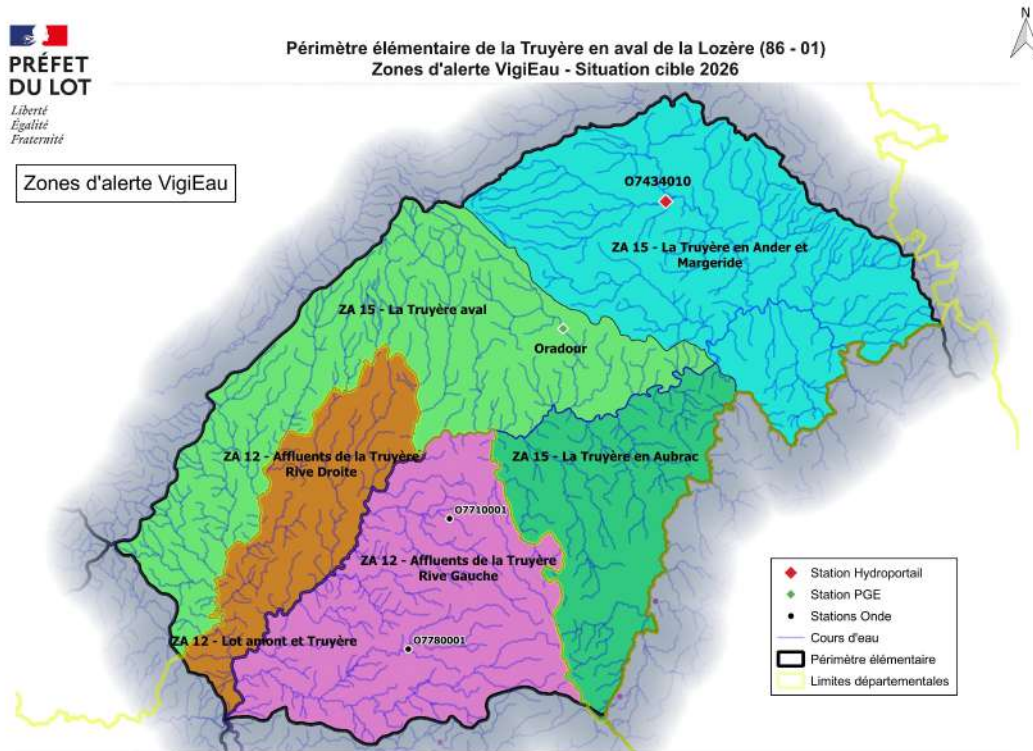 PRÉFET
DU LOT
Liberté
Égalité
Fraternité
Périmètre élémentaire de la Truyère en aval de la Lozère (86 - 01)
Zones d'alerte VigiEau - Situation cible 2026
N
Zones d'alerte VigiEau
O7434010
ZA 15 - La Truyère en Ander et
Margeride
ZA 15 - La Truyère aval
Oradour
ZA 12 - Affluents de la Truyère
Rive Droite
ZA 15 - La Truyère en Aubrac
O7710001
ZA 12 - Affluents de la Truyère
Rive Gauche
ZA 12 - Lot amont et Truyère
O7780001
Station Hydroportail
Station PGE
Stations Onde
Cours d'eau
Périmètre élémentaire
Limites départementales